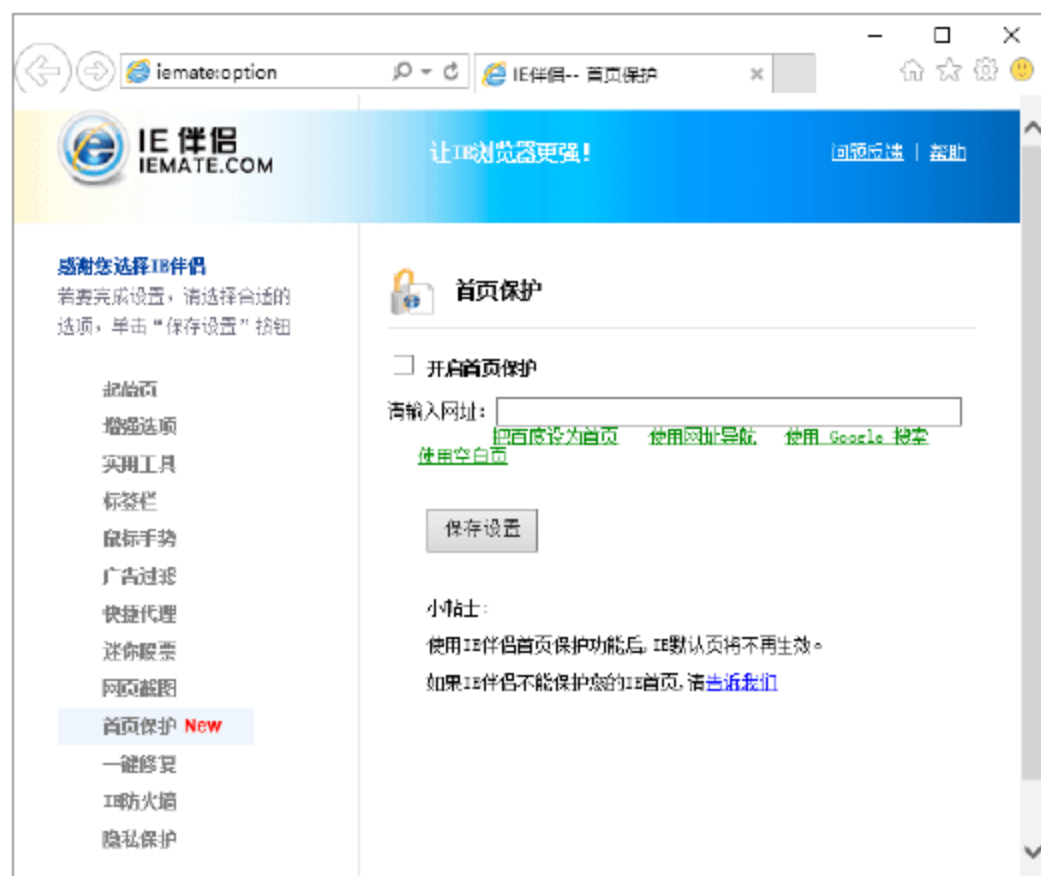 iemate:option
IE伴侣-- 首页保护
IE 伴侣
IEMATE.COM
让IE浏览器更强!
问题反馈 | 帮助
感谢您选择IE伴侣
若要完成设置，请选择合适的
选项，单击“保存设置”按钮
起始页
增强选项
实用工具
标签栏
鼠标手势
广告过滤
快捷代理
迷你股票
网页截图
首页保护 New
一键修复
IE防火墙
隐私保护
首页保护
开启首页保护
请输入网址:
把百度设为首页 使用网址导航 使用 Google 搜索
使用空白页
保存设置
小帖士:
使用IE伴侣首页保护功能后,IE默认页将不再生效。
如果IE伴侣不能保护您的IE首页,请告诉我们